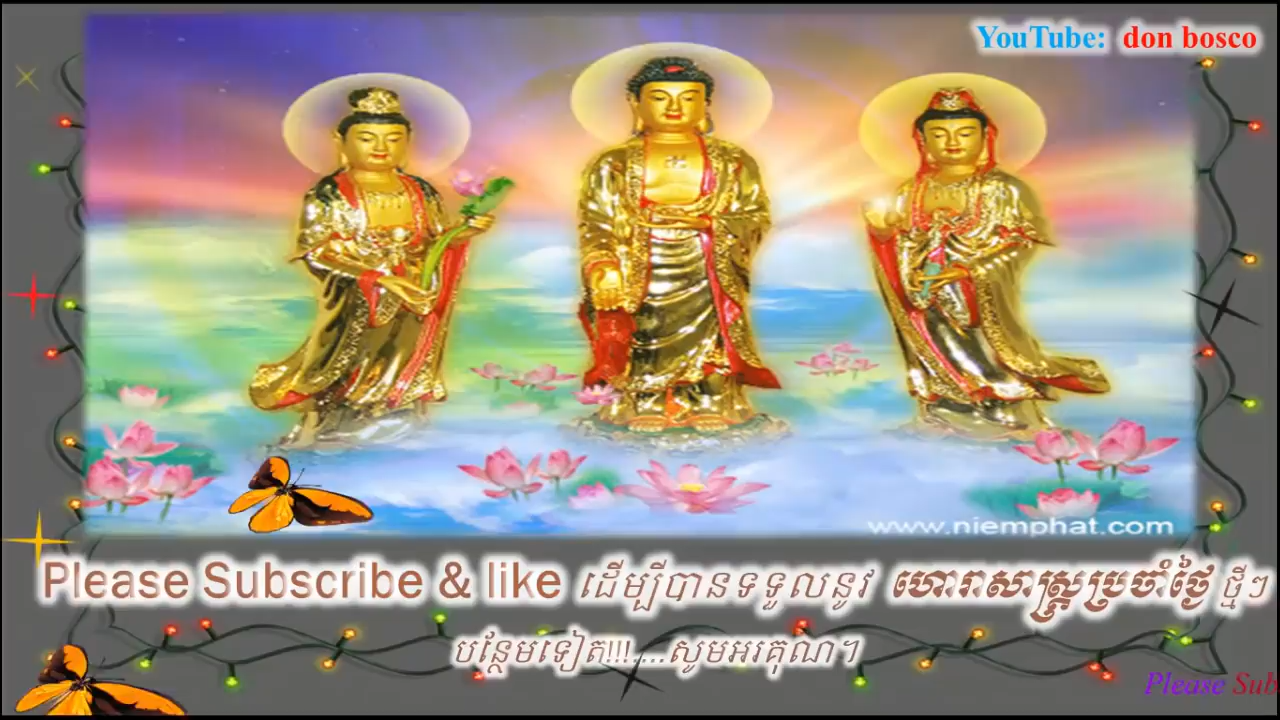 YouTube: don bosco
www.niemphat.com
Please Subscribe & like ដើម្បីបានទទួលនូវ ហោរាសាស្ត្រប្រចាំថ្ងៃ ថ្មីៗ
បន្ថែមទៀត!!!....សូមអរគុណ។
Please Sub